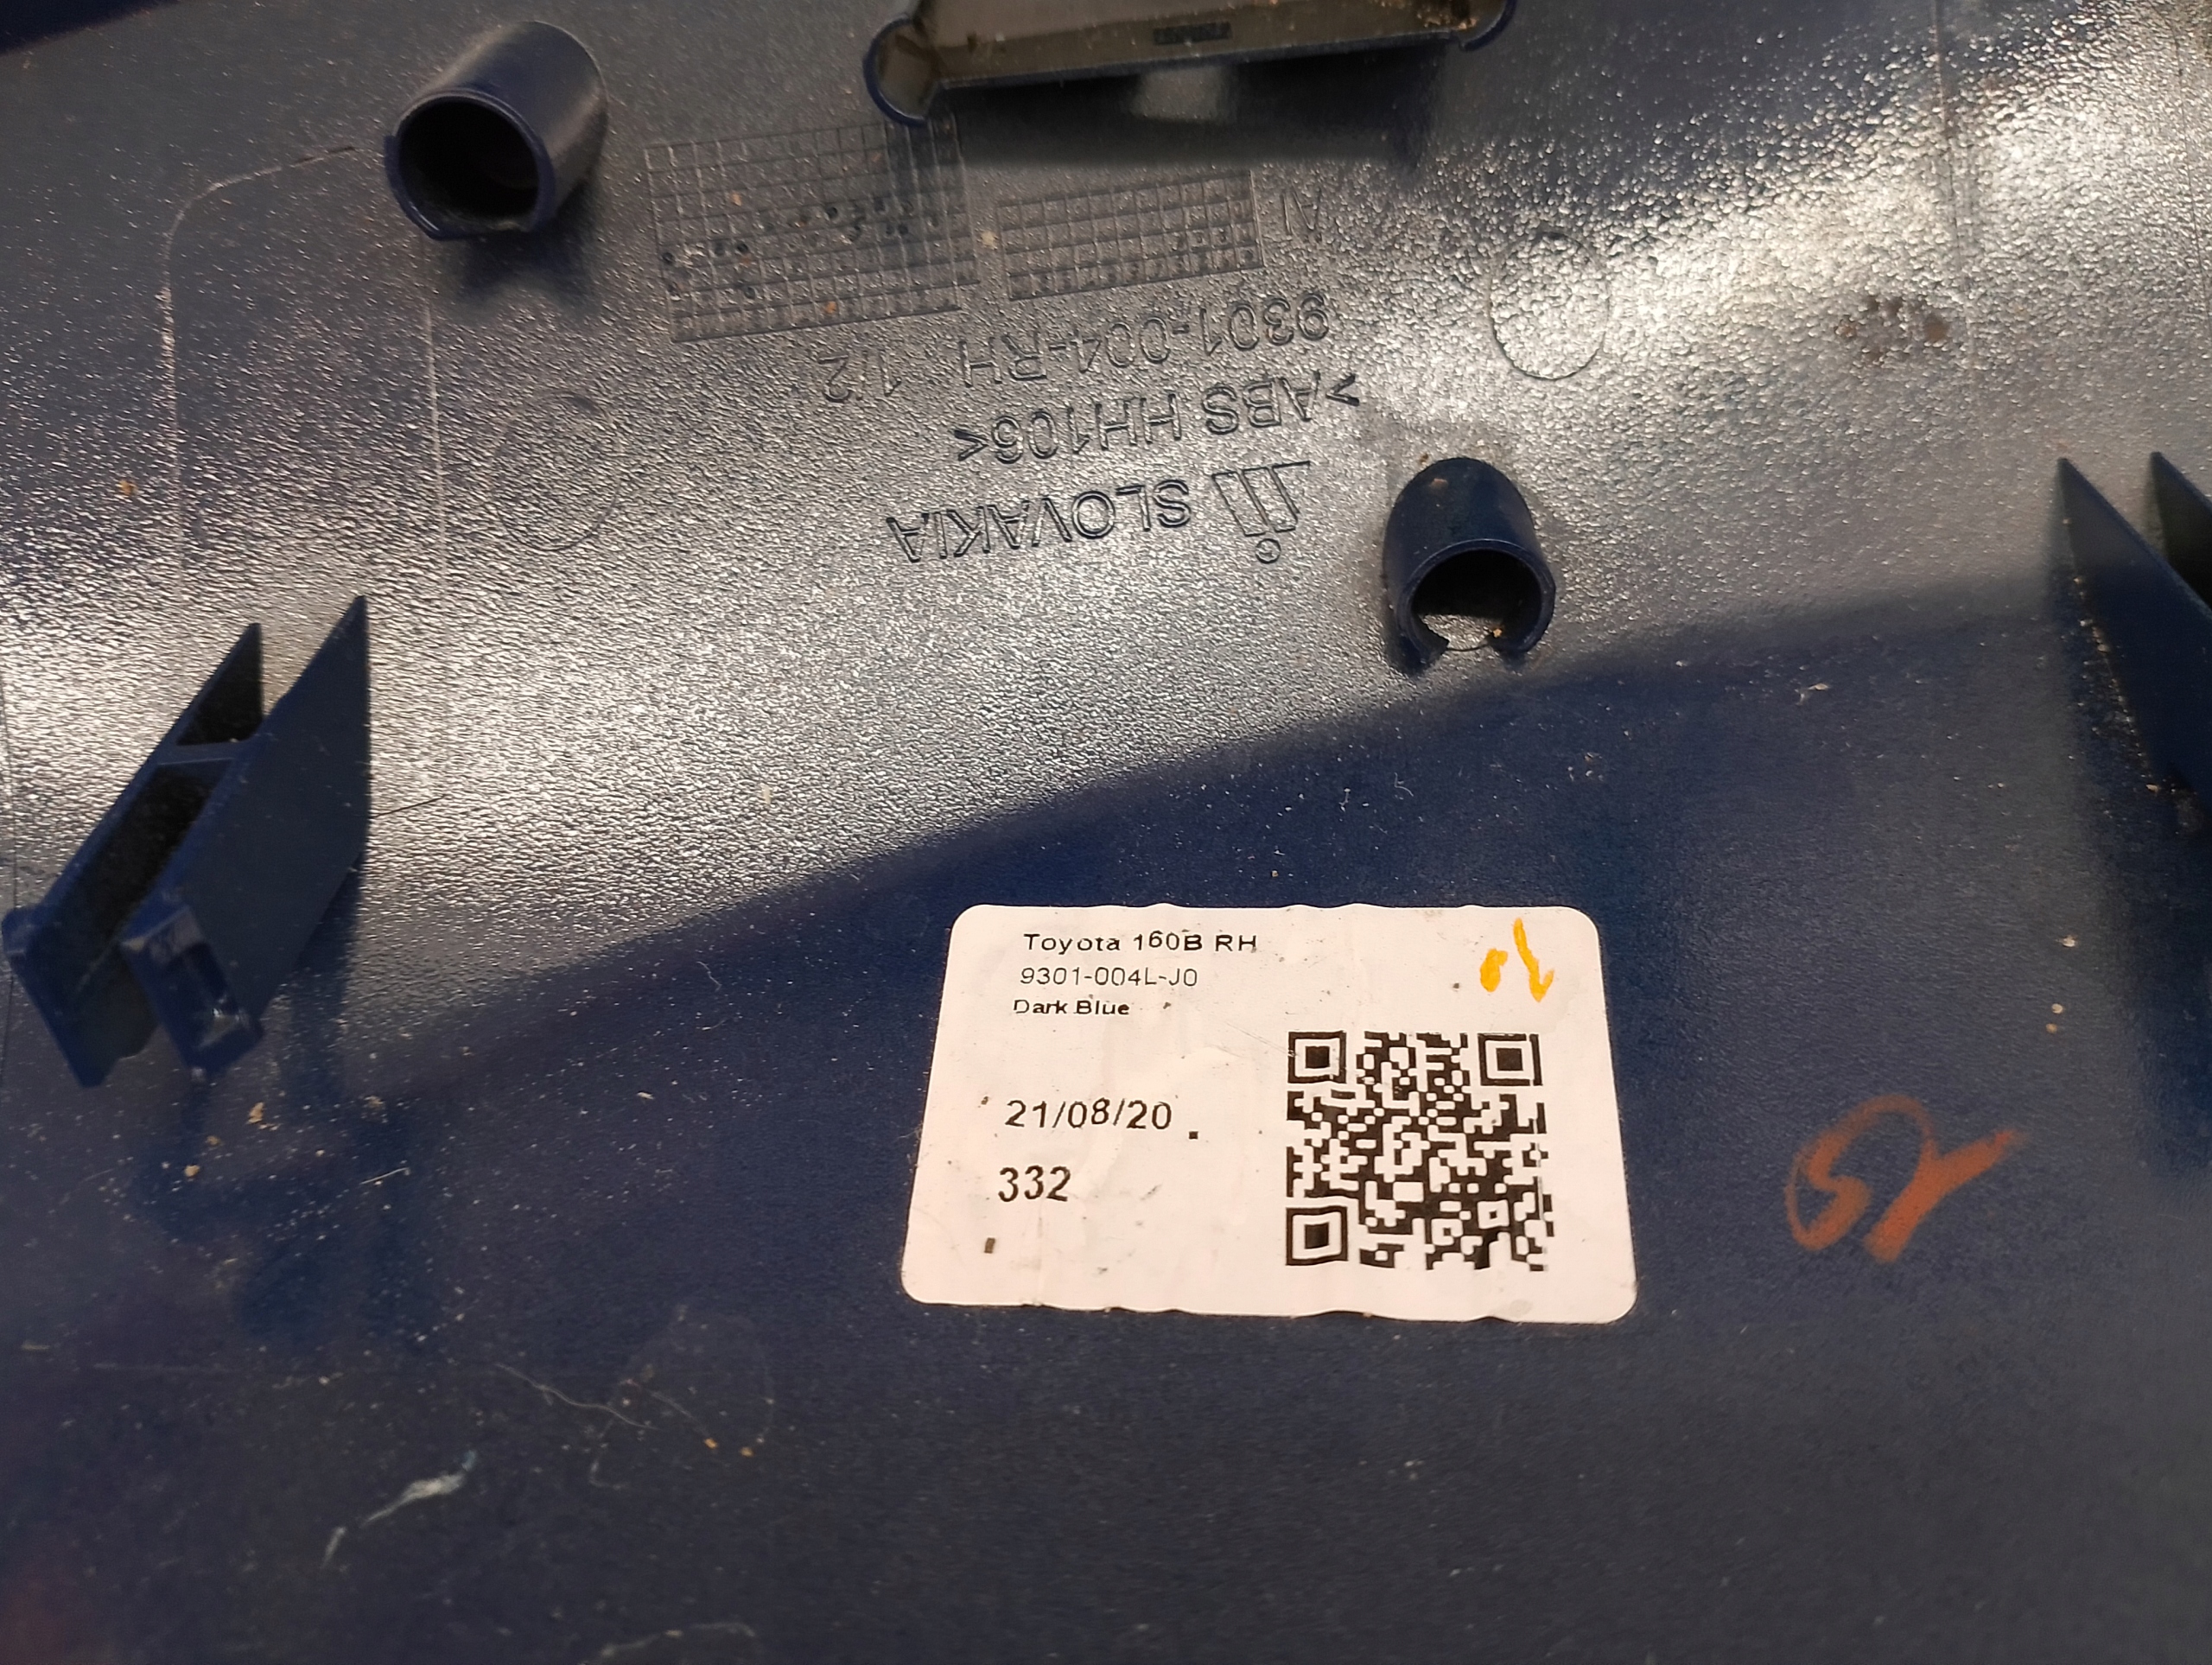 9301-004-RH 1/2
>ABS HH106<
SLOVAKIA
Toyota 160B RH
9301-004L-J0
Dark Blue
21/08/20
332